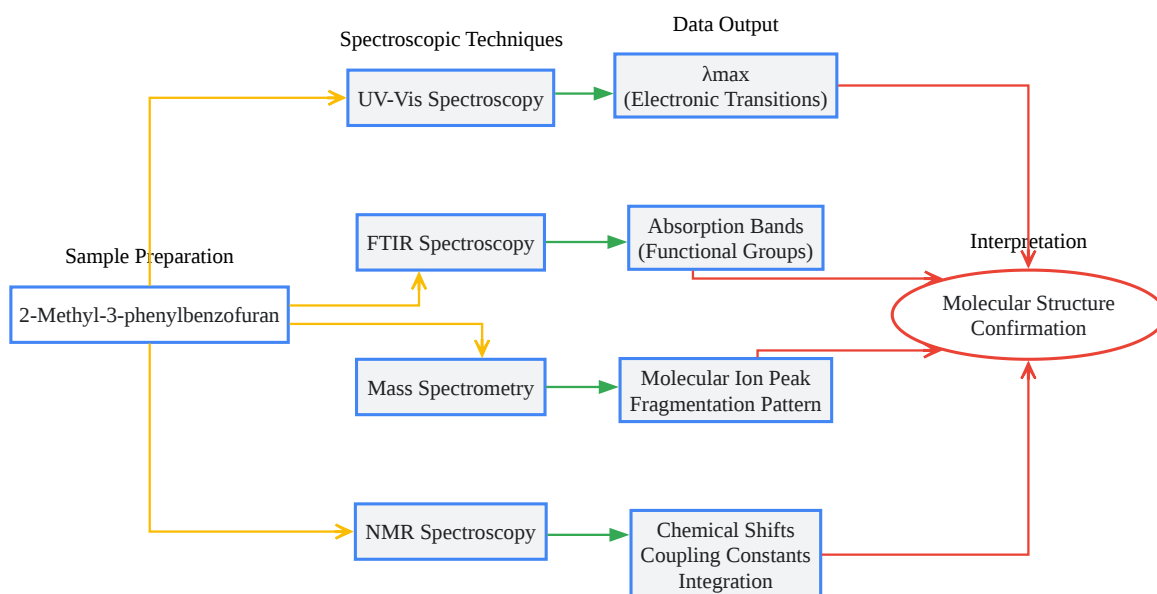 Spectroscopic Techniques
Data Output
UV-Vis Spectroscopy
λmax
(Electronic Transitions)
Sample Preparation
2-Methyl-3-phenylbenzofuran
FTIR Spectroscopy
Absorption Bands
(Functional Groups)
Interpretation
Molecular Structure
Confirmation
Mass Spectrometry
Molecular Ion Peak
Fragmentation Pattern
NMR Spectroscopy
Chemical Shifts
Coupling Constants
Integration